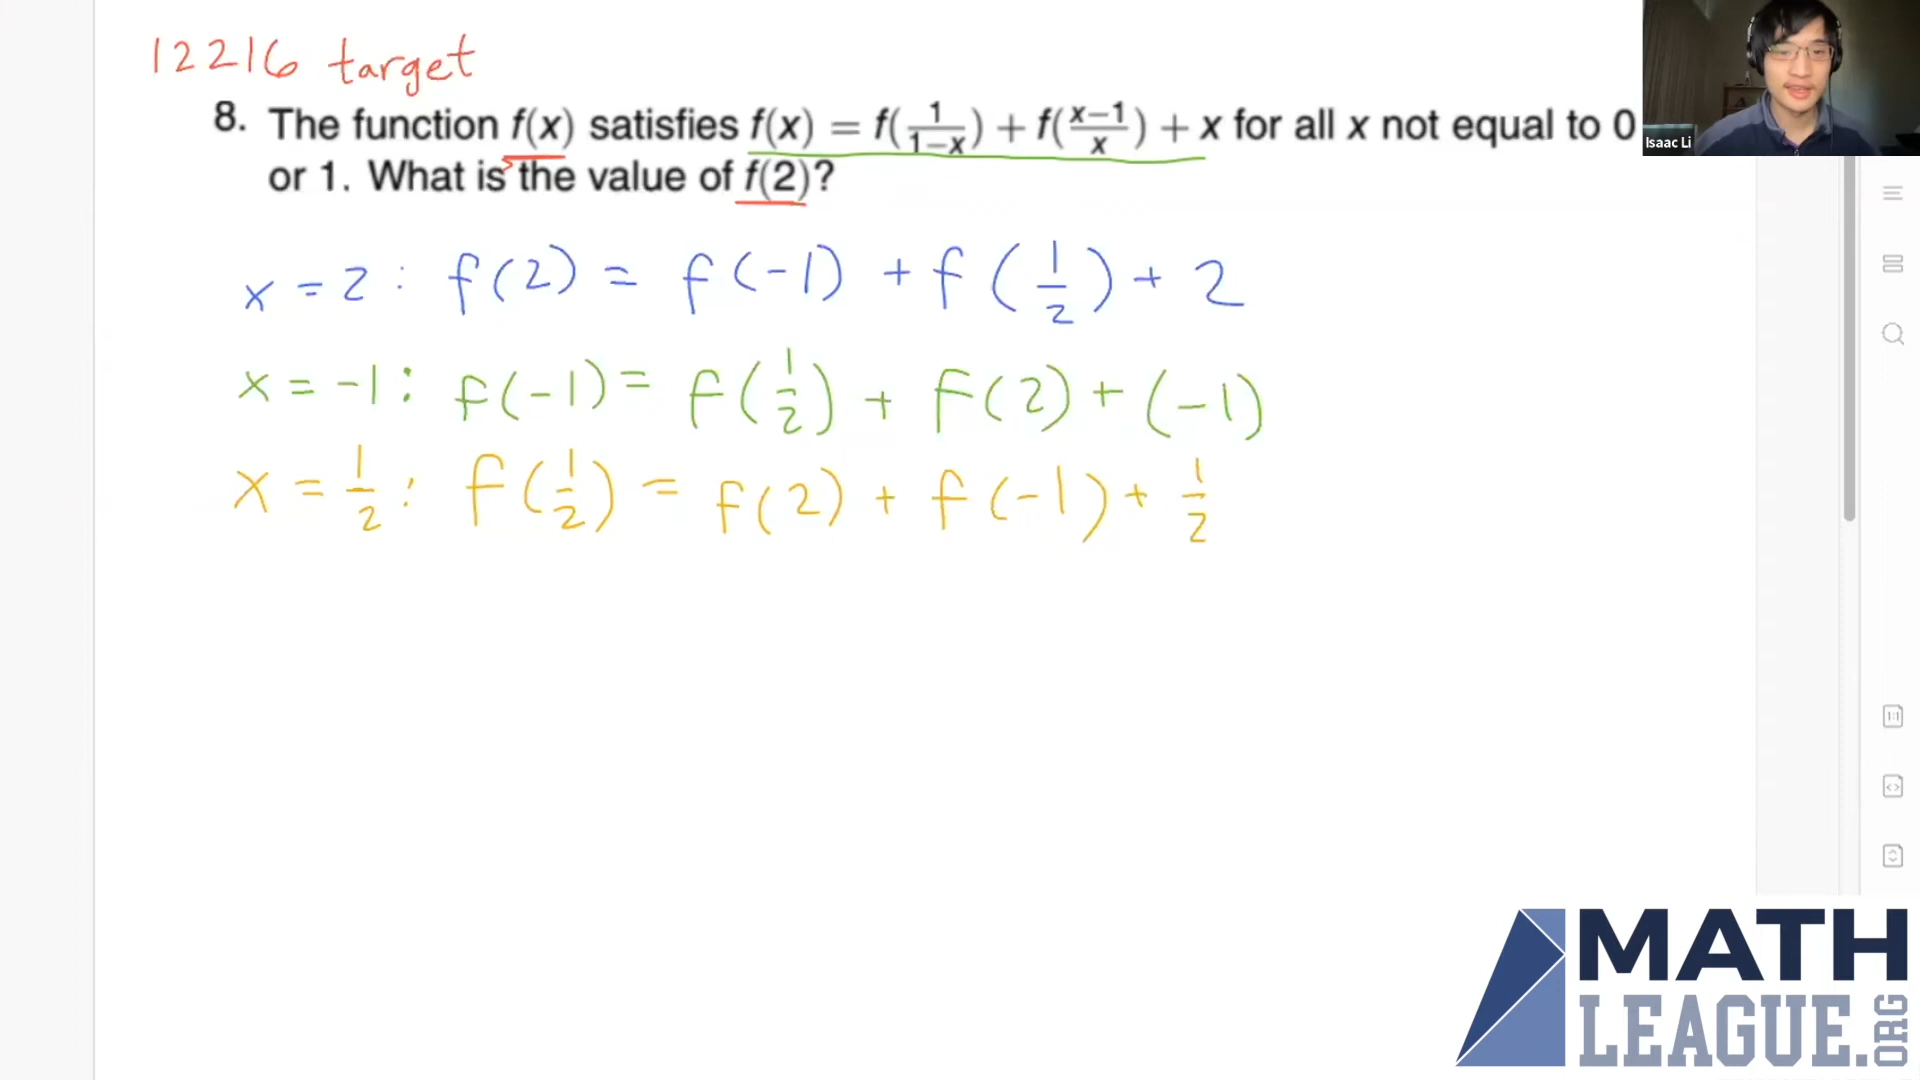 12216 target
8. The function f(x) satisfies f(x) = f(1/(1−x)) + f((x−1)/x) + x for all x not equal to 0
or 1. What is the value of f(2)?
x = 2 : f(2) = f(-1) + f(1/2) + 2
x = -1 : f(-1) = f(1/2) + f(2) + (-1)
x = 1/2 : f(1/2) = f(2) + f(-1) + 1/2
Isaac Li
MATH
LEAGUE.ORG